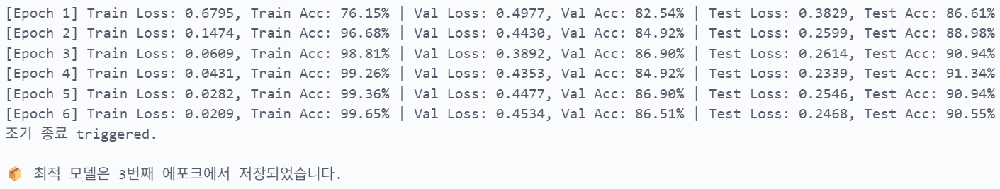 [Epoch 1] Train Loss: 0.6795, Train Acc: 76.15% | Val Loss: 0.4977, Val Acc: 82.54% | Test Loss: 0.3829, Test Acc: 86.61%
[Epoch 2] Train Loss: 0.1474, Train Acc: 96.68% | Val Loss: 0.4430, Val Acc: 84.92% | Test Loss: 0.2599, Test Acc: 88.98%
[Epoch 3] Train Loss: 0.0609, Train Acc: 98.81% | Val Loss: 0.3892, Val Acc: 86.90% | Test Loss: 0.2614, Test Acc: 90.94%
[Epoch 4] Train Loss: 0.0431, Train Acc: 99.26% | Val Loss: 0.4353, Val Acc: 84.92% | Test Loss: 0.2339, Test Acc: 91.34%
[Epoch 5] Train Loss: 0.0282, Train Acc: 99.36% | Val Loss: 0.4477, Val Acc: 86.90% | Test Loss: 0.2546, Test Acc: 90.94%
[Epoch 6] Train Loss: 0.0209, Train Acc: 99.65% | Val Loss: 0.4534, Val Acc: 86.51% | Test Loss: 0.2468, Test Acc: 90.55%
조기 종료 triggered.
📦 최적 모델은 3번째 에포크에서 저장되었습니다.